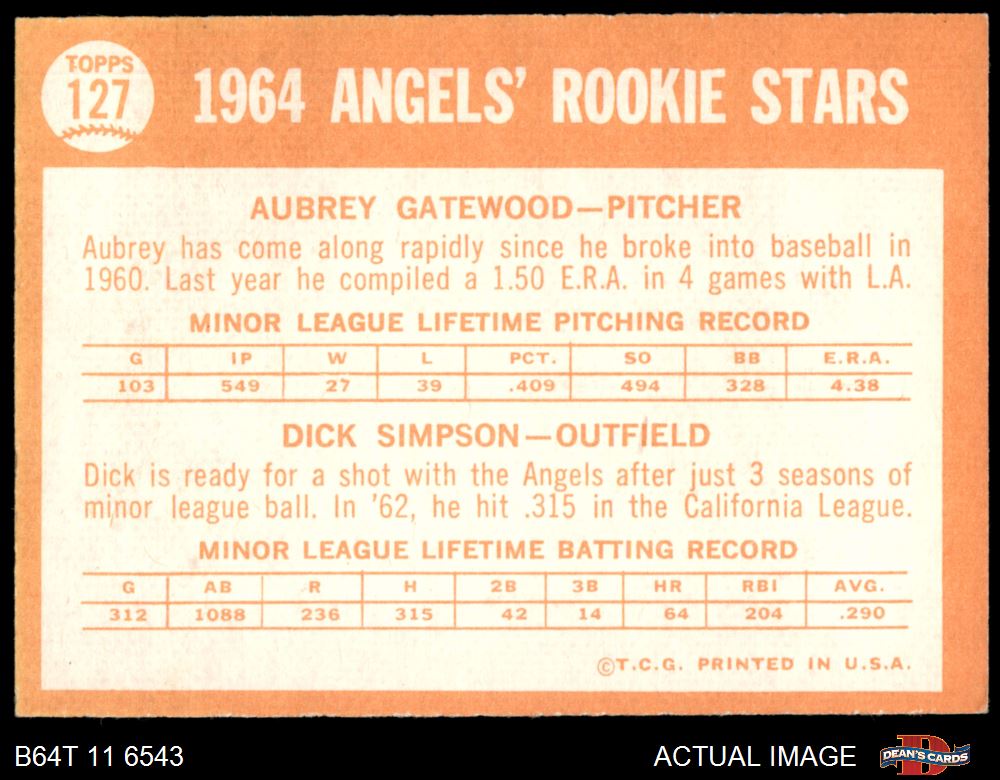 TOPPS
127
1964 ANGELS' ROOKIE STARS
AUBREY GATEWOOD—PITCHER
Aubrey has come along rapidly since he broke into baseball in
1960. Last year he compiled a 1.50 E.R.A. in 4 games with L.A.
MINOR LEAGUE LIFETIME PITCHING RECORD
G IP W L PCT. SO BB E.R.A.
103 549 27 39 .409 494 328 4.38
DICK SIMPSON—OUTFIELD
Dick is ready for a shot with the Angels after just 3 seasons of
minor league ball. In '62, he hit .315 in the California League.
MINOR LEAGUE LIFETIME BATTING RECORD
G AB R H 2B 3B HR RBI AVG.
312 1088 236 315 42 14 64 204 .290
©T.C.G. PRINTED IN U.S.A.
B64T 11 6543
ACTUAL IMAGE
DEAN'S CARDS